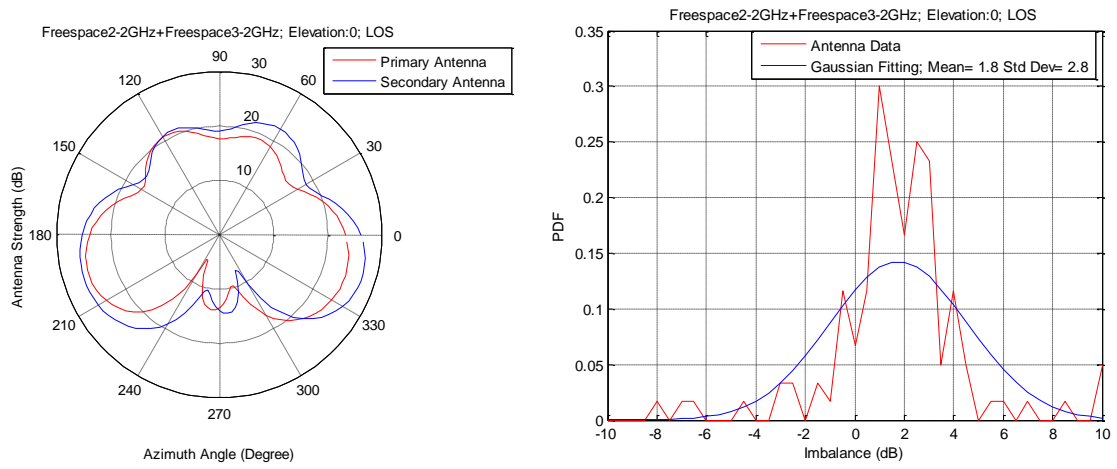 Freespace2-2GHz+Freespace3-2GHz; Elevation:0; LOS
Primary Antenna
Secondary Antenna
90
30
120
60
20
150
30
10
180
0
210
330
240
300
270
Antenna Strength (dB)
Azimuth Angle (Degree)
Freespace2-2GHz+Freespace3-2GHz; Elevation:0; LOS
Antenna Data
Gaussian Fitting; Mean= 1.8 Std Dev= 2.8
0.35
0.3
0.25
0.2
0.15
0.1
0.05
0
PDF
-10 -8 -6 -4 -2 0 2 4 6 8 10
Imbalance (dB)